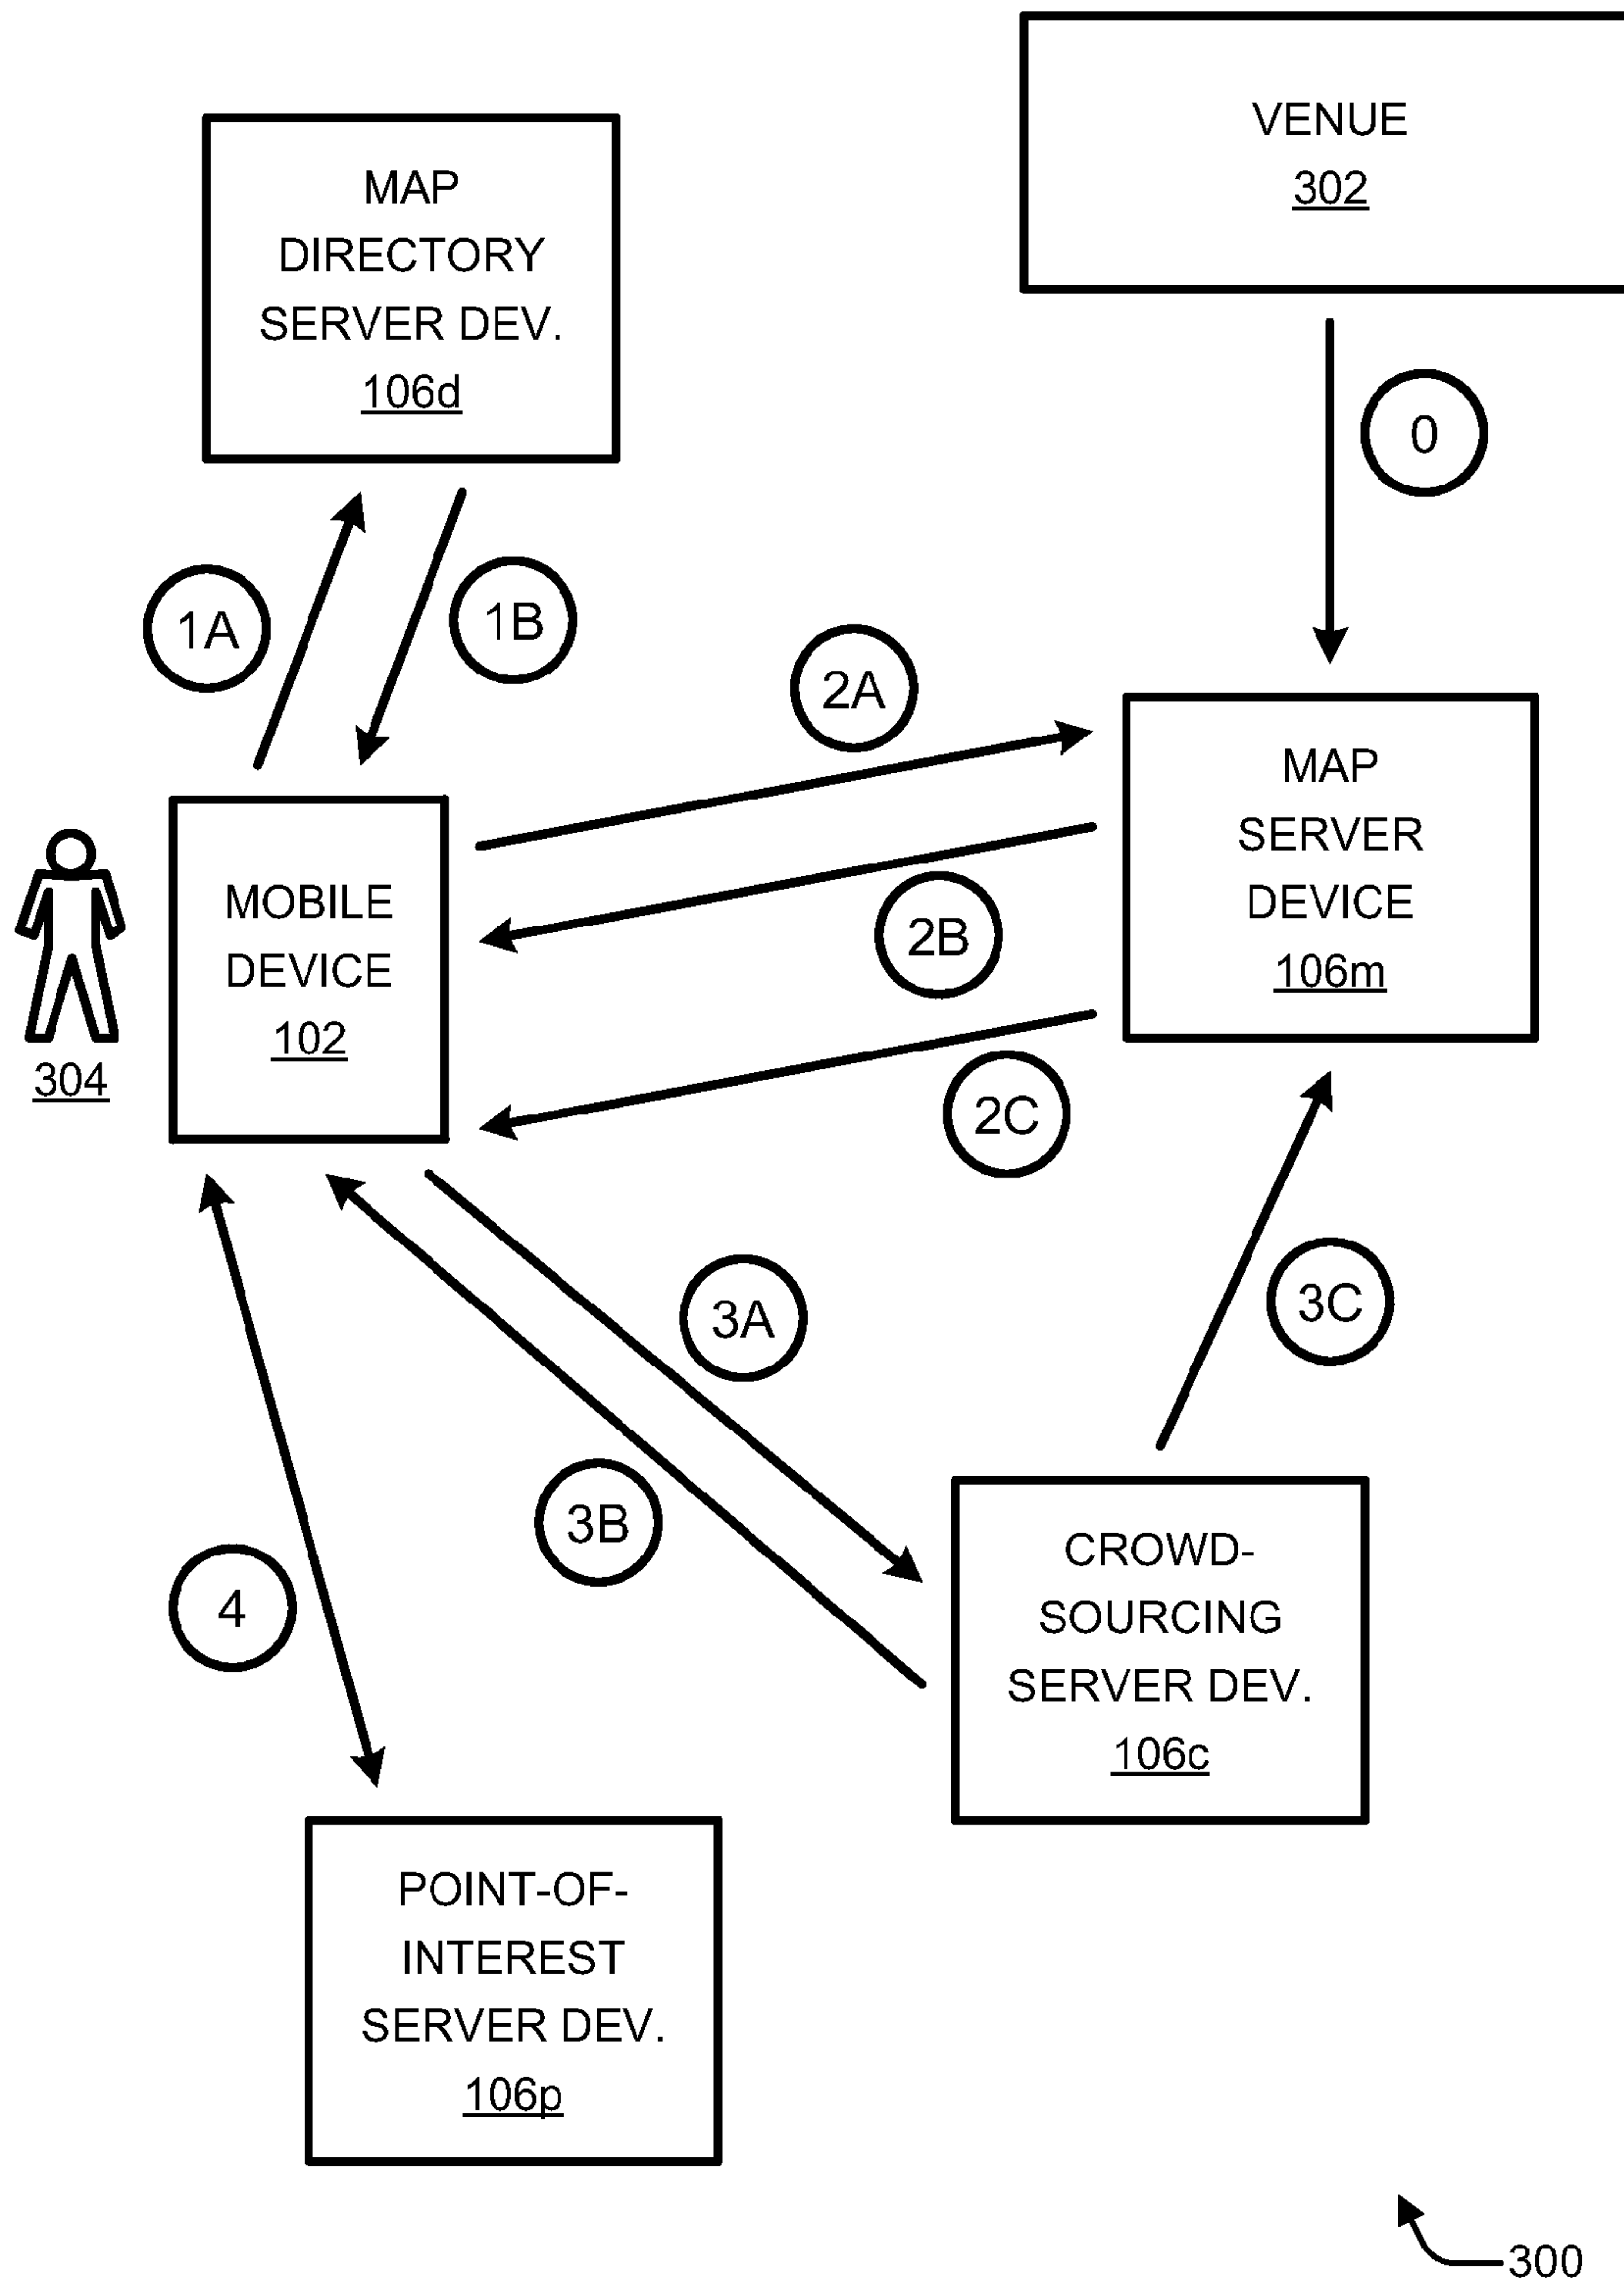 VENUE
302
MAP
DIRECTORY
SERVER DEV.
106d
0
1A
1B
2A
MAP
SERVER
DEVICE
106m
MOBILE
DEVICE
102
304
2B
2C
3A
3C
3B
4
CROWD-
SOURCING
SERVER DEV.
106c
POINT-OF-
INTEREST
SERVER DEV.
106p
300